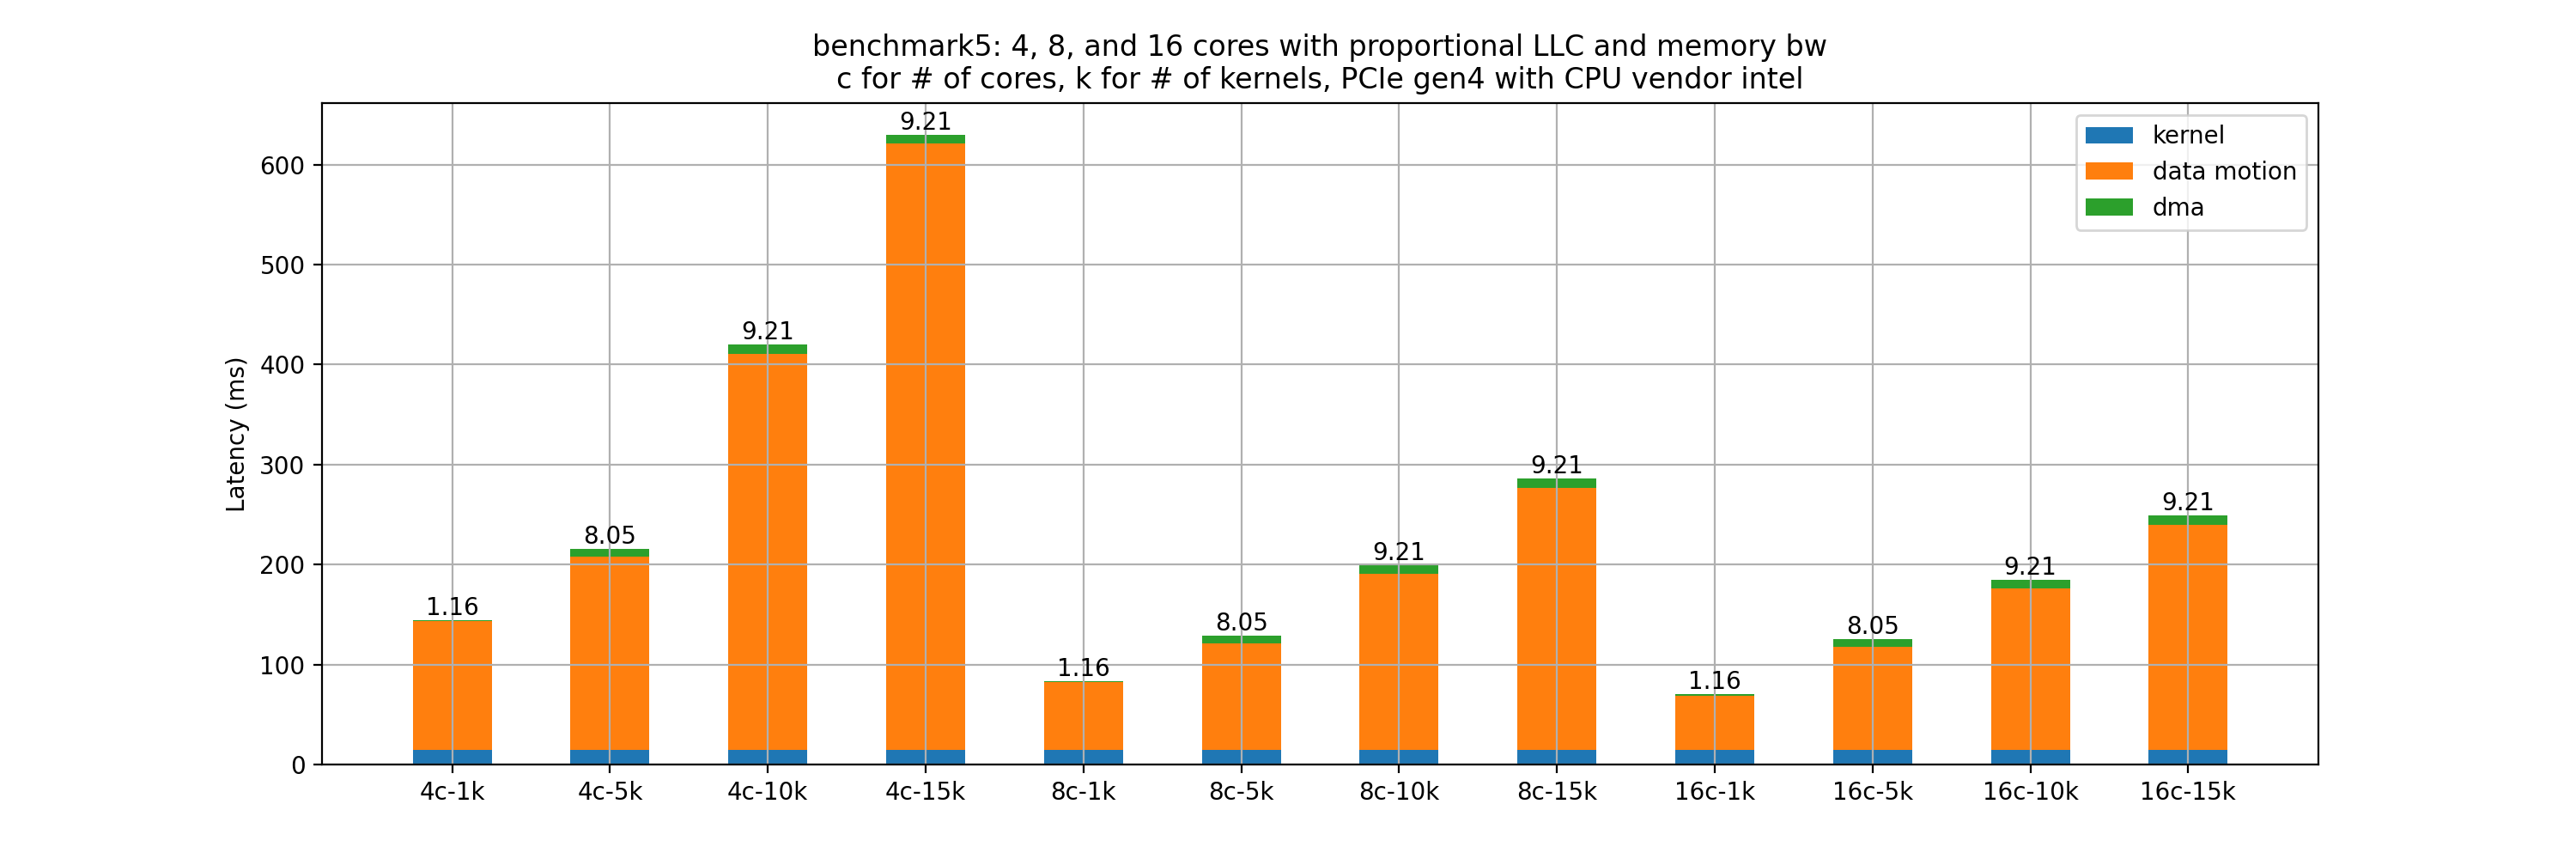 benchmark5: 4, 8, and 16 cores with proportional LLC and memory bw
c for # of cores, k for # of kernels, PCIe gen4 with CPU vendor intel
kernel
data motion
dma
Latency (ms)
600
500
400
300
200
100
0
1.16
8.05
9.21
9.21
1.16
8.05
9.21
9.21
1.16
8.05
9.21
9.21
4c-1k
4c-5k
4c-10k
4c-15k
8c-1k
8c-5k
8c-10k
8c-15k
16c-1k
16c-5k
16c-10k
16c-15k